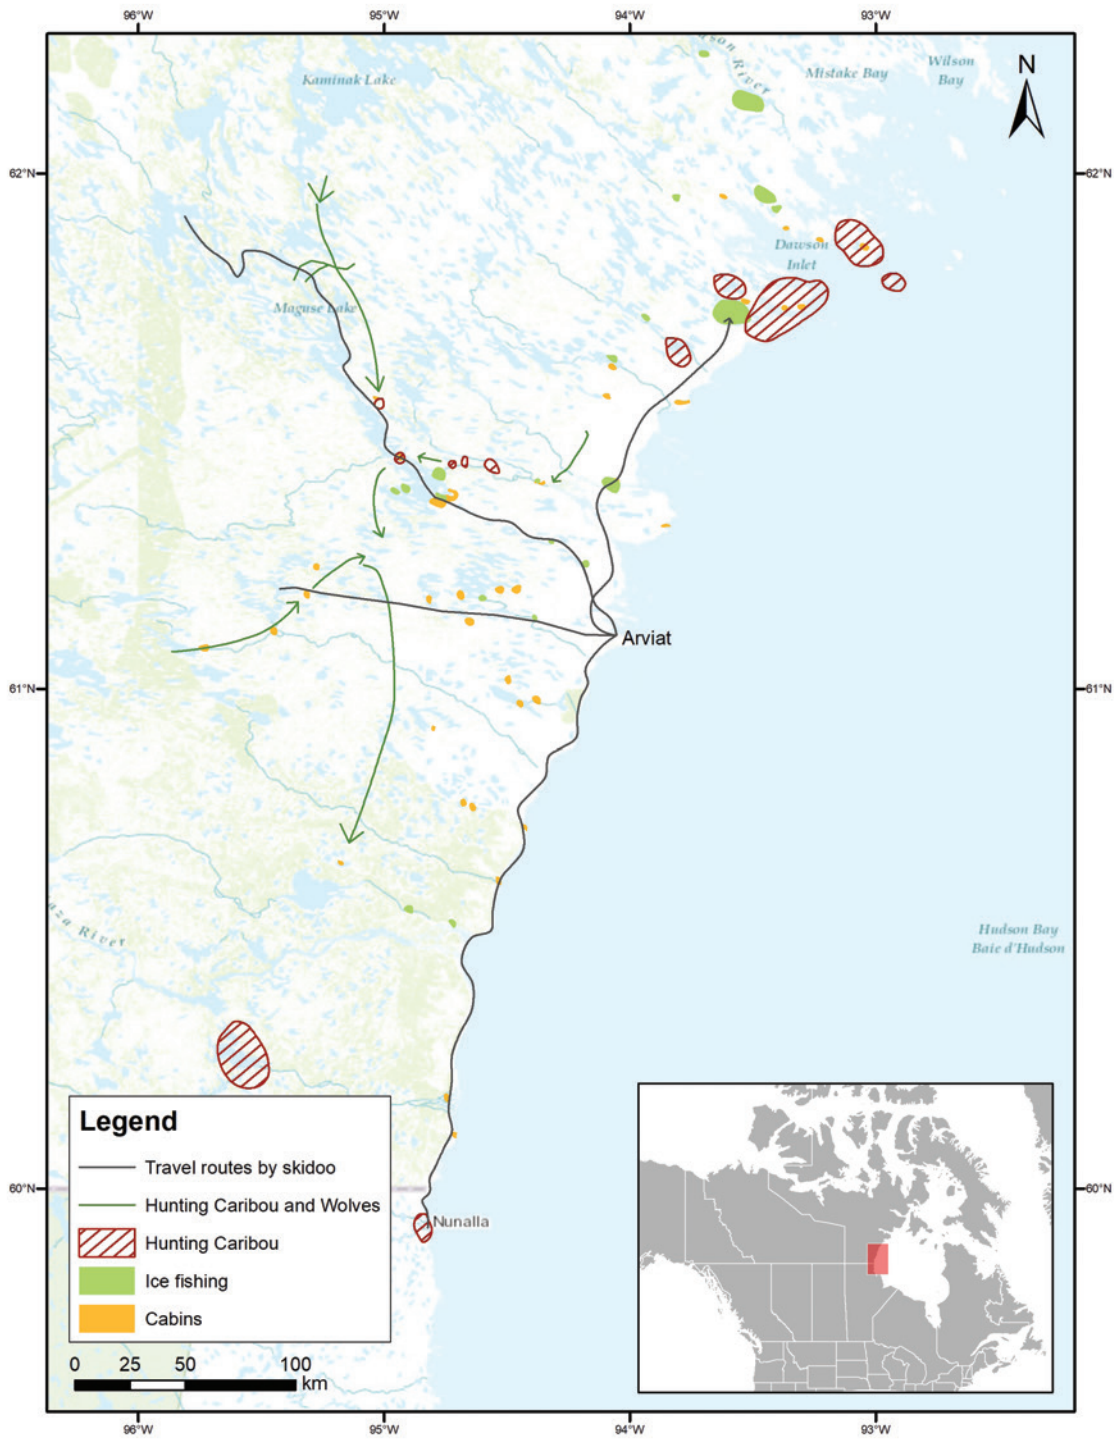 96°W
95°W
94°W
93°W
Kaminak Lake
River
Mistake Bay
Wilson
Bay
N
62°N
62°N
Dawson
Inlet
Maguse Lake
Arviat
61°N
61°N
River
Hudson Bay
Baie d'Hudson
Legend
Travel routes by skidoo
Hunting Caribou and Wolves
Hunting Caribou
Ice fishing
Cabins
60°N
60°N
Nunalla
0
25
50
100
km
96°W
95°W
94°W
93°W